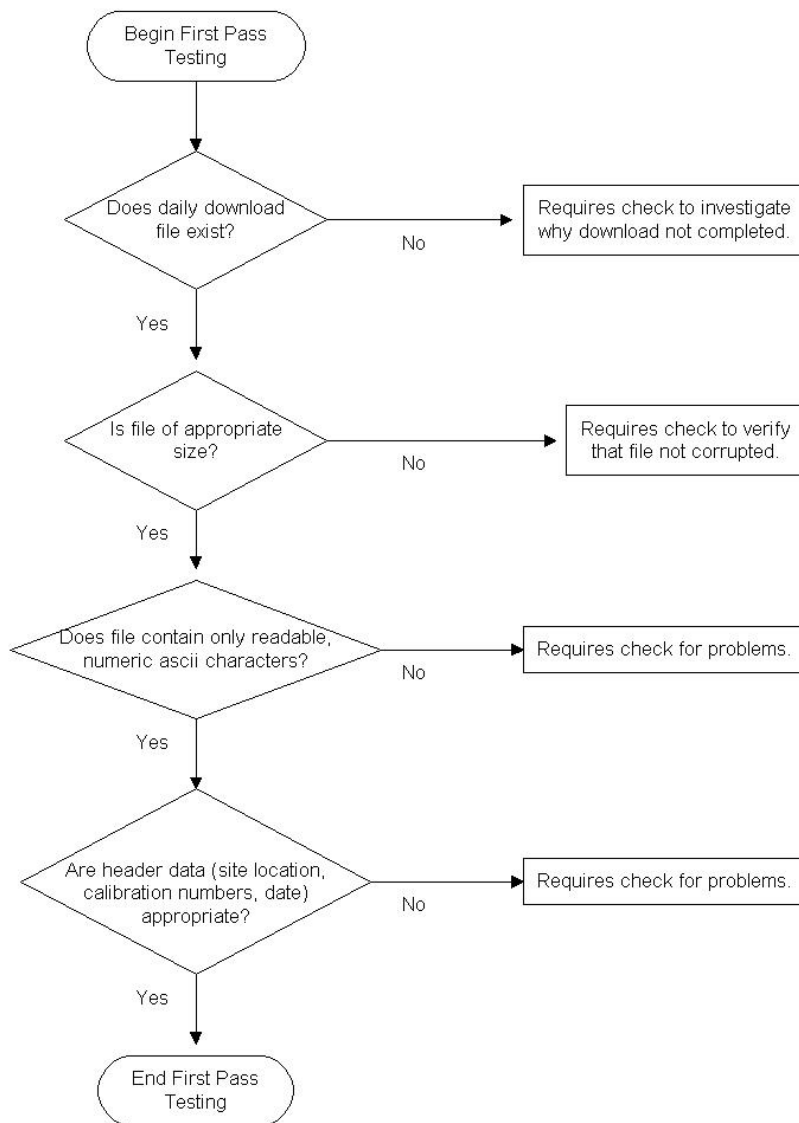 Begin First Pass
Testing
Does daily download
file exist?
No
Requires check to investigate
why download not completed.
Yes
Is file of appropriate
size?
No
Requires check to verify
that file not corrupted.
Yes
Does file contain only readable,
numeric ascii characters?
No
Requires check for problems.
Yes
Are header data (site location,
calibration numbers, date)
appropriate?
No
Requires check for problems.
Yes
End First Pass
Testing